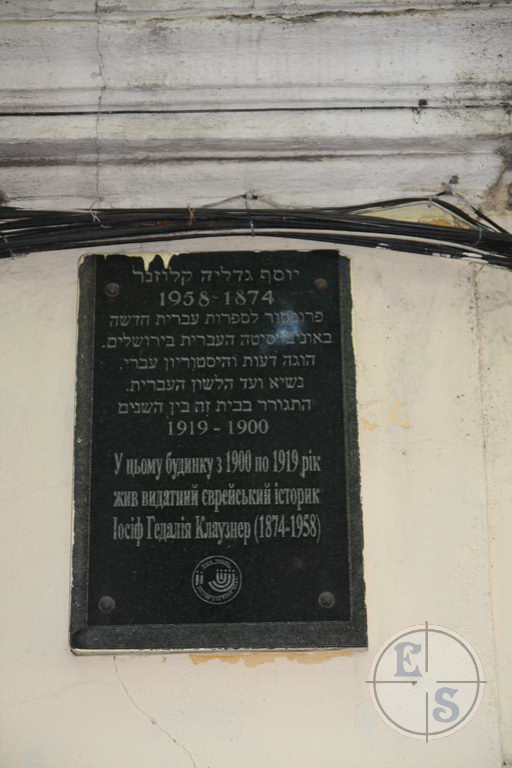 יוסף גדליה קלוזנר
1958-1874
פרופסור לספרות עברית חדשה
באוניברסיטה העברית בירושלים.
הוגה דעות והיסטוריון עברי.
נשיא ועד הלשון העברית.
התגורר בבית זה בין השנים
1919 - 1900
У цьому будинку з 1900 по 1919 рік
жив видатний єврейський історик
Іосіф Гедалія Клаузнер (1874-1958)
E
S